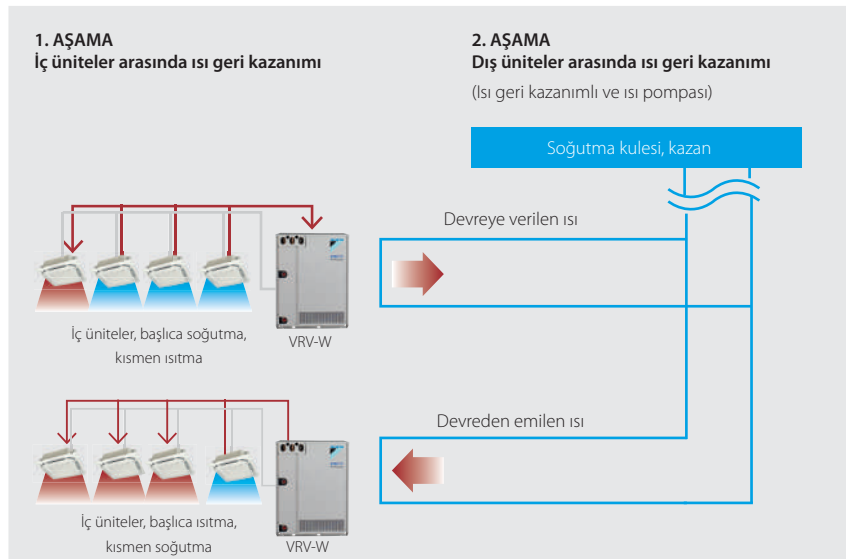 1. AŞAMA
İç üniteler arasında ısı geri kazanımı
2. AŞAMA
Dış üniteler arasında ısı geri kazanımı
(Isı geri kazanımlı ve ısı pompası)
Soğutma kulesi, kazan
Devreye verilen ısı
İç üniteler, başlıca soğutma,
kısmen ısıtma
VRV-W
Devreden emilen ısı
İç üniteler, başlıca ısıtma,
kısmen soğutma
VRV-W